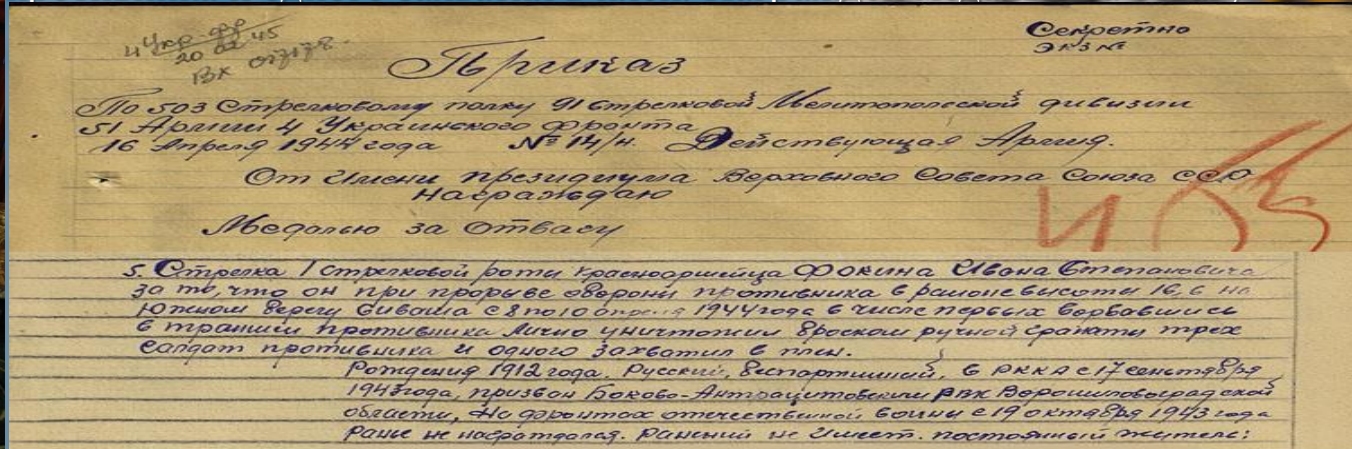 4 Укр. фр
20 02 45
Вх 07178.
Секретно
Экз №
Приказ
По 503 Стрелковому полку 91 стрелковой Мелитопольской дивизии
51 Армии 4 Украинского фронта
16 Апреля 1944 года № 14/н. Действующая Армия.
От имени президиума Верховного Совета Союза ССР
Награждаю
Медалью за Отвагу
5. Стрелка 1 стрелковой роты красноармейца Фокина Ивана Степановича
за то, что он при прорыве обороны противника в районе высоты 16,6 на
Южном берегу Сиваша с 8 по 10 апреля 1944 года в числе первых ворвавшись
в траншеи противника лично уничтожил броском ручной гранаты трех
солдат противника и одного захватил в плен.
Рождения 1912 года. Русский, беспартийный, в РККА с 17 сентября
1943 года, призван Боково-Антрацитовским РВК Ворошиловградской
области, На фронтах отечественной войны с 19 октября 1943 года
Ранее не награждался. Ранений не имеет. постоянный житель: